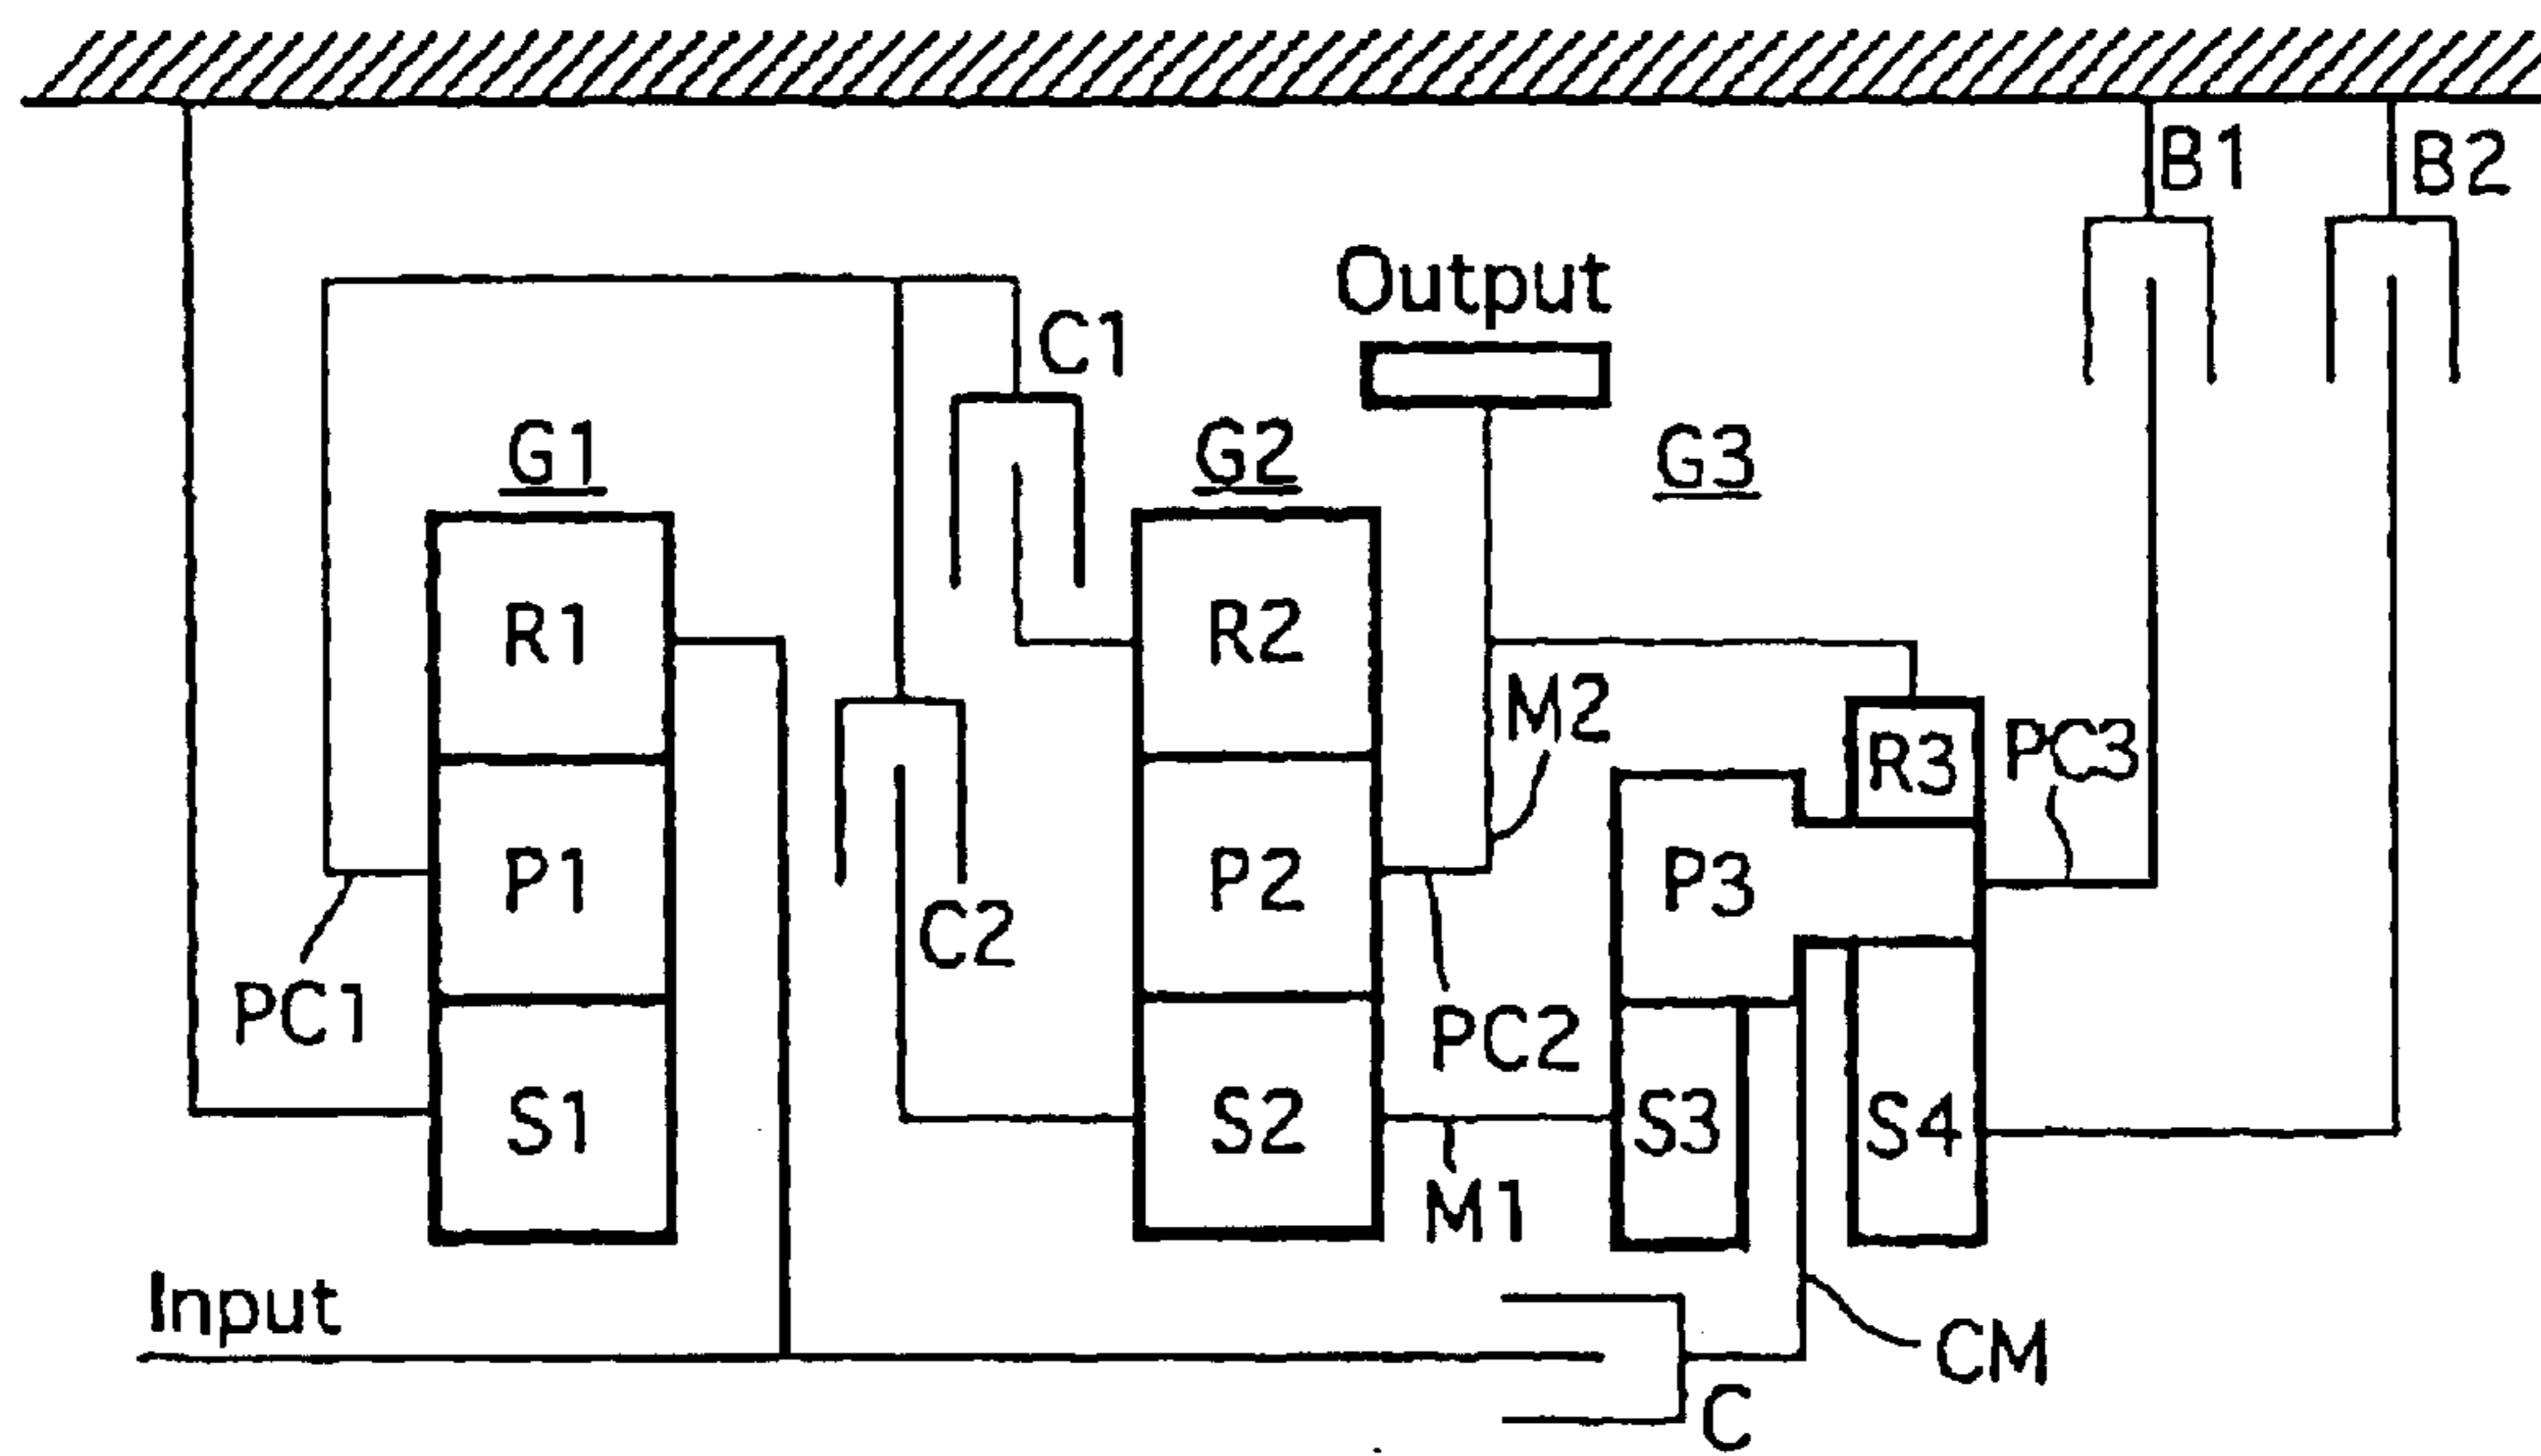 B1
B2
Output
C1
G1
G2
G3
R1
R2
M2
R3
PC3
P1
P2
P3
C2
PC1
PC2
S1
S2
S3
S4
M1
Input
CM
C